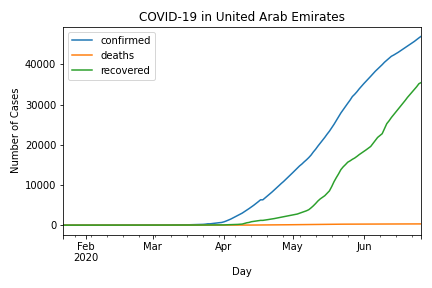 COVID-19 in United Arab Emirates
confirmed
deaths
recovered
Number of Cases
40000
30000
20000
10000
0
Feb
2020
Mar
Apr
May
Jun
Day